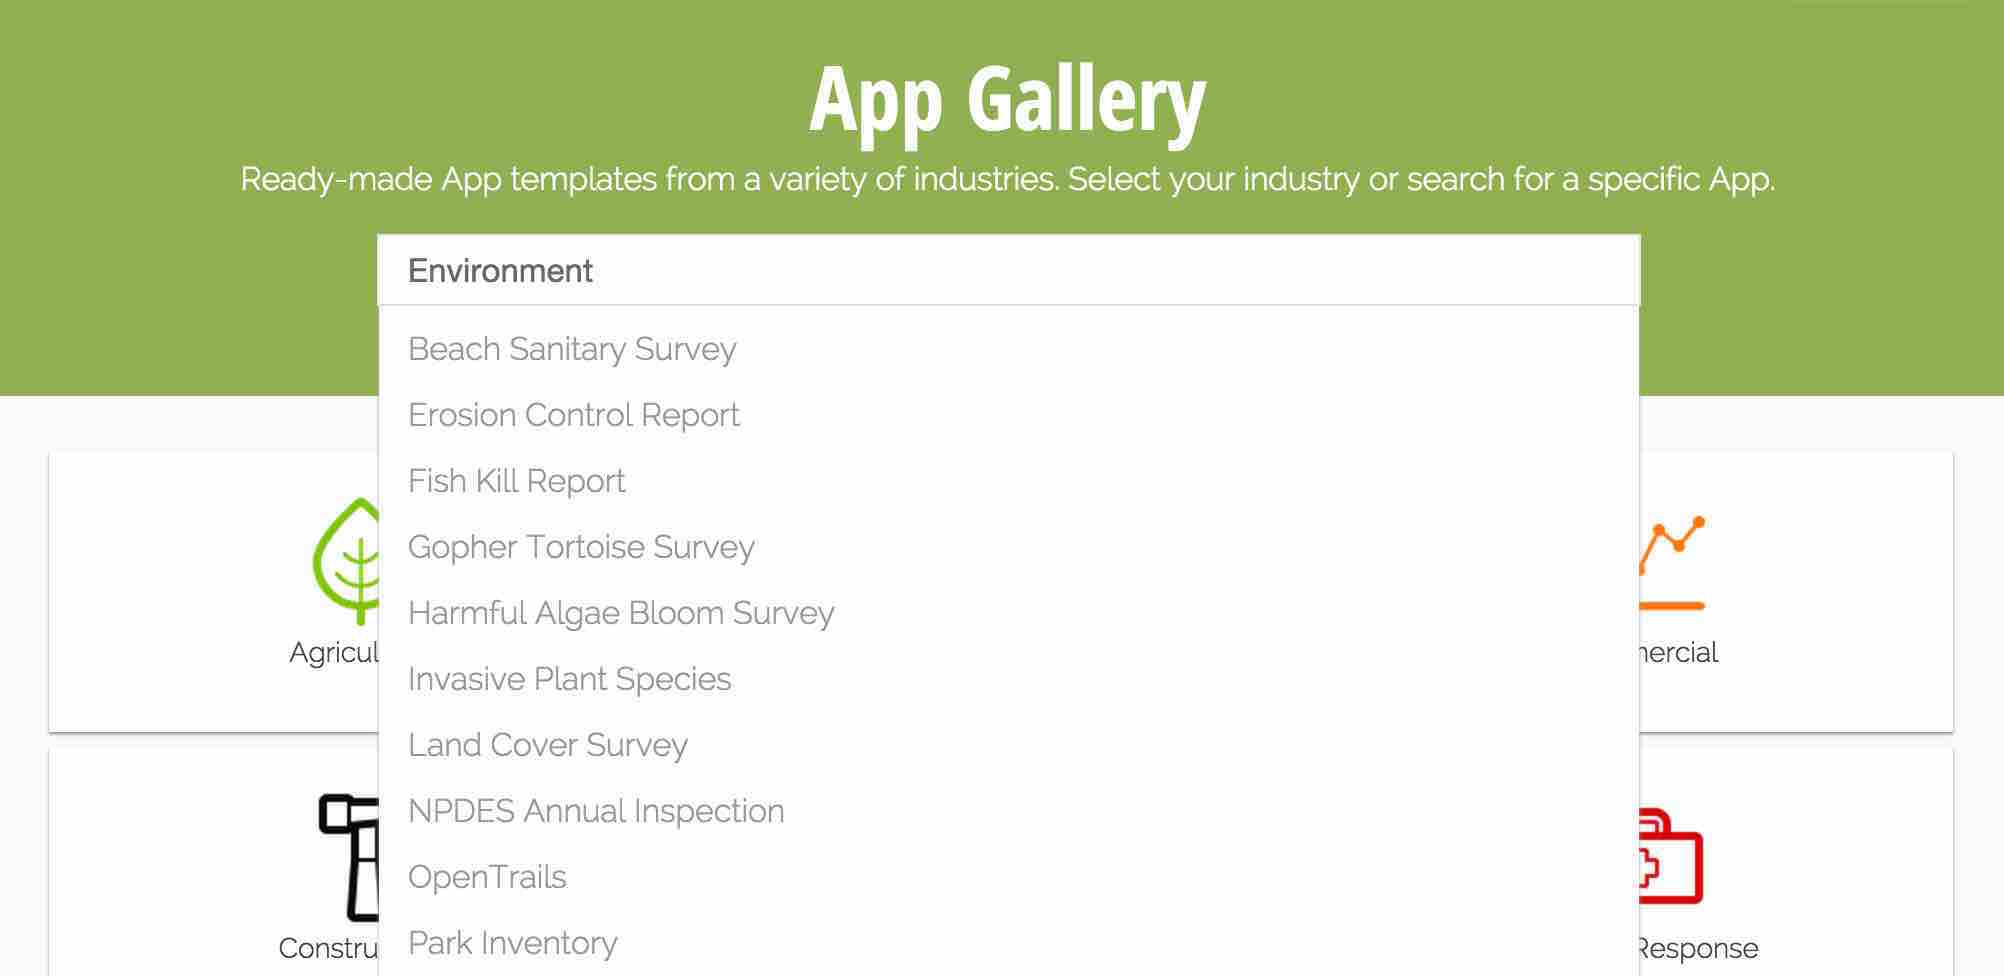 App Gallery
Ready-made App templates from a variety of industries. Select your industry or search for a specific App.
Environment
Beach Sanitary Survey
Erosion Control Report
Fish Kill Report
Gopher Tortoise Survey
Harmful Algae Bloom Survey
Agricul
mercial
Invasive Plant Species
Land Cover Survey
NPDES Annual Inspection
OpenTrails
Park Inventory
Constru
Response